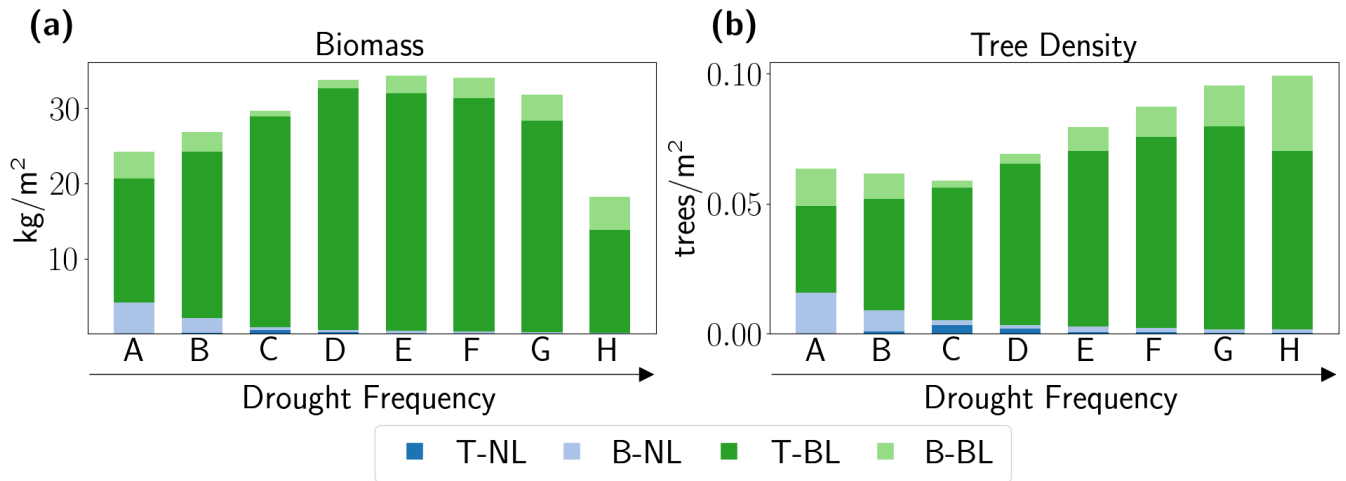 (a)
Biomass
kg/m²
30
20
10
A B C D E F G H
Drought Frequency
(b)
Tree Density
trees/m²
0.10
0.05
0.00
A B C D E F G H
Drought Frequency
T-NL B-NL T-BL B-BL